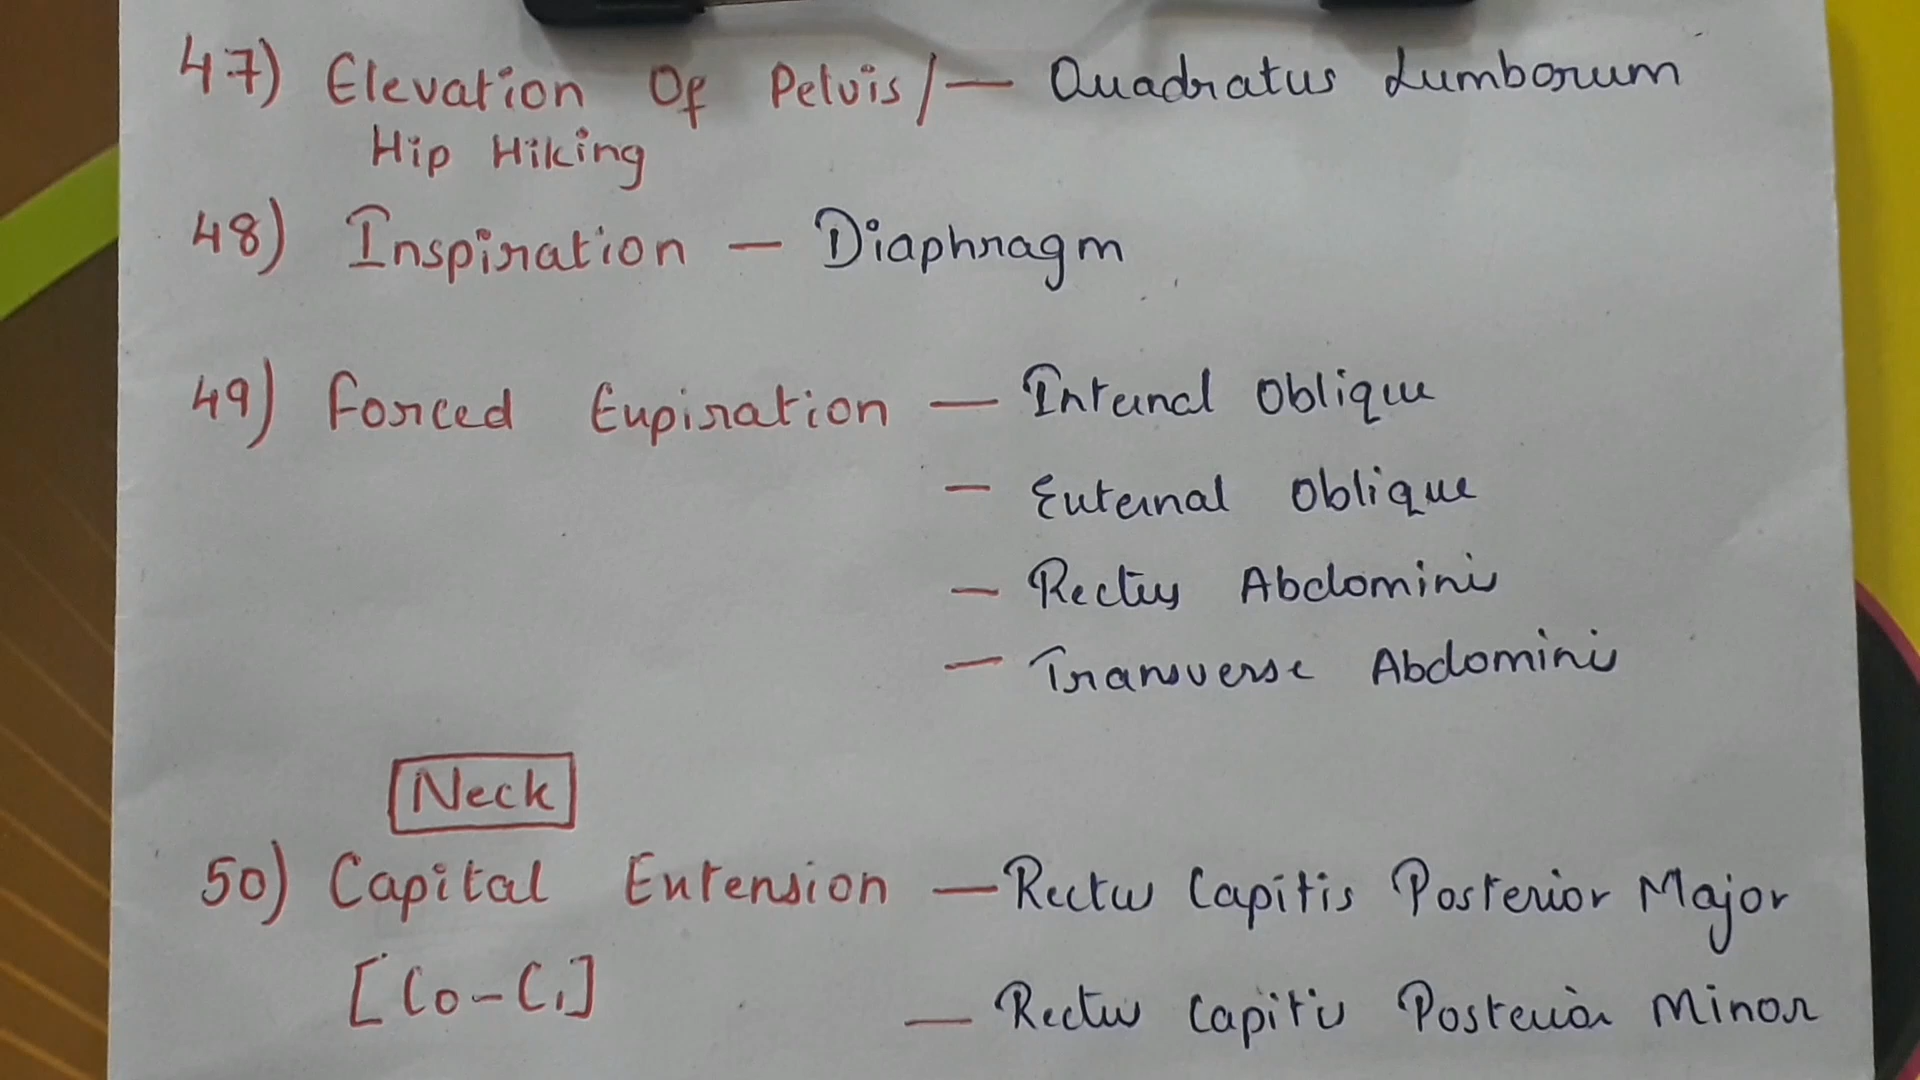 47) Elevation Of Pelvis / — Quadratus Lumborum
Hip Hiking
48) Inspiration — Diaphragm
49) Forced Expiration — Internal Oblique
— External Oblique
— Rectus Abdominis
— Transverse Abdominis
Neck
50) Capital Extension — Rectus Capitis Posterior Major
[C0-C1]
— Rectus Capitis Posterior Minor